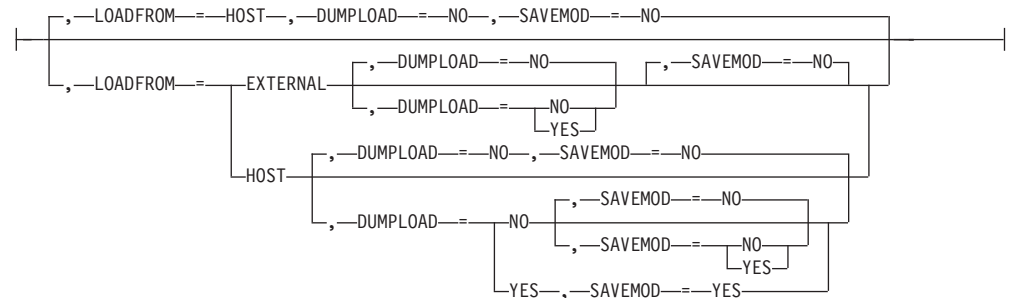 ,—LOADFROM—=—HOST—,—DUMPLOAD—=—NO—,—SAVEMOD—=—NO
,—DUMPLOAD—=—NO ,—SAVEMOD—=—NO
,—LOADFROM—=—EXTERNAL
,—DUMPLOAD—=—NO
YES
,—DUMPLOAD—=—NO—,—SAVEMOD—=—NO
HOST
,—SAVEMOD—=—NO
,—DUMPLOAD—=—NO
,—SAVEMOD—=—NO
YES
YES—,—SAVEMOD—=—YES